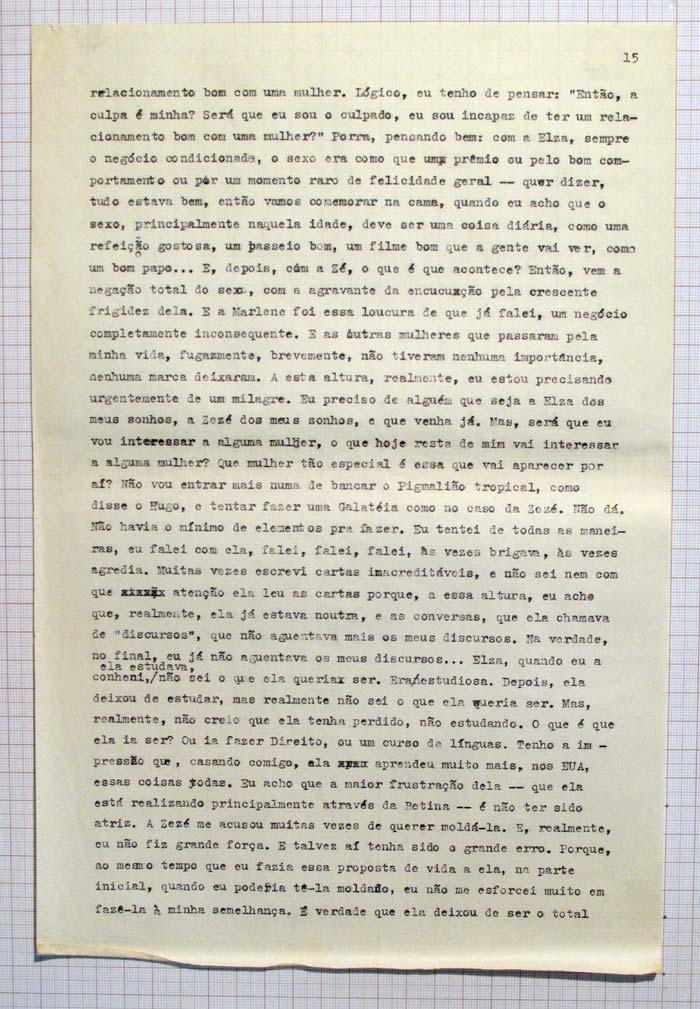 15
relacionamento bom com uma mulher. Lógico, eu tenho de pensar: "Então, a
culpa é minha? Será que eu sou o culpado, eu sou incapaz de ter um rela-
cionamento bom com uma mulher?" Porra, pensando bem: com a Elza, sempre
o negócio condicionado, o sexo era como que um prêmio ou pelo bom com-
portamento ou por um momento raro de felicidade geral -- quer dizer,
tudo estava bem, então vamos comemorar na cama, quando eu acho que o
sexo, principalmente naquela idade, deve ser uma coisa diária, como uma
refeição gostosa, um passeio bom, um filme bom que a gente vai ver, como
um bom papo... E, depois, com a Zé, o que é que acontece? Então, vem a
negação total do sexo, com a agravante da encucução pela crescente
frigidez dela. E a Marlene foi essa loucura de que já falei, um negócio
completamente inconsequente. E as outras mulheres que passaram pela
minha vida, fugazmente, brevemente, não tiveram nenhuma importância,
nenhuma marca deixaram. A esta altura, realmente, eu estou precisando
urgentemente de um milagre. Eu preciso de alguém que seja a Elza dos
meus sonhos, a Zezé dos meus sonhos, e que venha já. Mas, será que eu
vou interessar a alguma mulher, o que hoje resta de mim vai interessar
a alguma mulher? Que mulher tão especial é essa que vai aparecer por
aí? Não vou entrar mais numa de bancar o Pigmalião tropical, como
disse o Hugo, e tentar fazer uma Galatéia como no caso da Zezé. Não dá.
Não havia o mínimo de elementos pra fazer. Eu tentei de todas as manei-
ras, eu falei com ela, falei, falei, falei, às vezes brigava, às vezes
agredia. Muitas vezes escrevi cartas inacreditáveis, e não sei nem com
que atenção ela leu as cartas porque, a essa altura, eu acho
que, realmente, ela já estava noutra, e as conversas, que ela chamava
de "discursos", que não aguentava mais os meus discursos. Na verdade,
no final, eu já não aguentava os meus discursos... Elza, quando eu a
ela estudava,
conheni,/não sei o que ela queria ser. Era estudiosa. Depois, ela
deixou de estudar, mas realmente não sei o que ela queria ser. Mas,
realmente, não creio que ela tenha perdido, não estudando. O que é que
ela ia ser? Ou ia fazer Direito, ou um curso de línguas. Tenho a im -
pressão que, casando comigo, ela aprendeu muito mais, nos EUA,
essas coisas todas. Eu acho que a maior frustração dela -- que ela
está realizando principalmente através da Betina -- é não ter sido
atriz. A Zezé me acusou muitas vezes de querer moldá-la. E, realmente,
eu não fiz grande força. E talvez aí tenha sido o grande erro. Porque,
ao mesmo tempo que eu fazia essa proposta de vida a ela, na parte
inicial, quando eu poderia tê-la moldado, eu não me esforcei muito em
fazê-la à minha semelhança. É verdade que ela deixou de ser o total